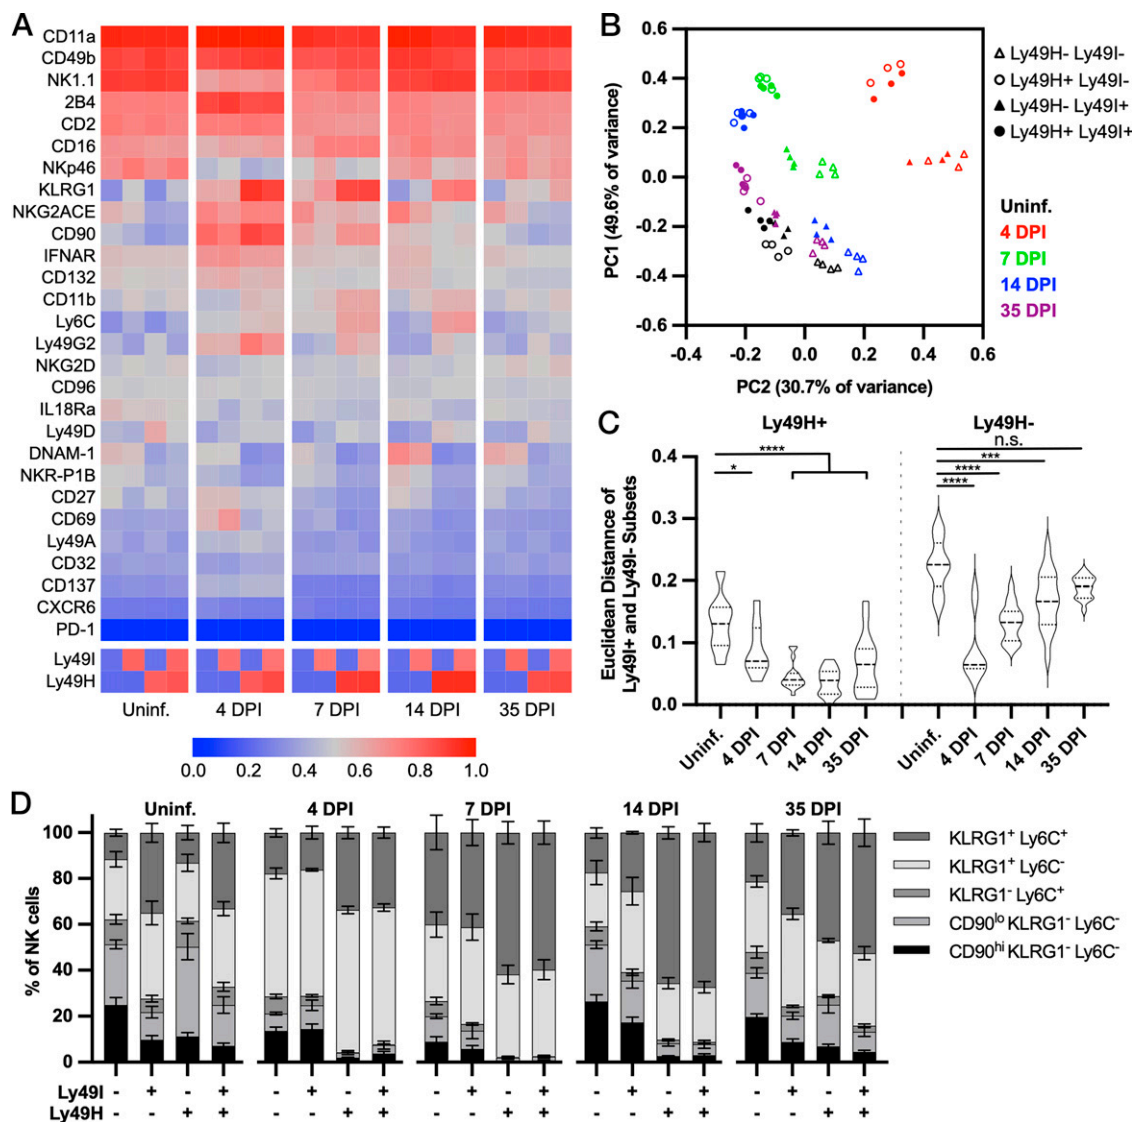 A
CD11a
CD49b
NK1.1
2B4
CD2
CD16
NKp46
KLRG1
NKG2ACE
CD90
IFNAR
CD132
CD11b
Ly6C
Ly49G2
NKG2D
CD96
IL18Ra
Ly49D
DNAM-1
NKR-P1B
CD27
CD69
Ly49A
CD32
CD137
CXCR6
PD-1
Ly49I
Ly49H
Uninf. 4 DPI 7 DPI 14 DPI 35 DPI
0.0 0.2 0.4 0.6 0.8 1.0
B
PC1 (49.6% of variance)
0.6
0.4
0.2
0.0
-0.2
-0.4
-0.6
-0.4 -0.2 0.0 0.2 0.4 0.6
PC2 (30.7% of variance)
Ly49H- Ly49I-
Ly49H+ Ly49I-
Ly49H- Ly49I+
Ly49H+ Ly49I+
Uninf.
4 DPI
7 DPI
14 DPI
35 DPI
C
Ly49H+ Ly49H-
Euclidean Distannce of
Ly49I+ and Ly49I- Subsets
0.4
0.3
0.2
0.1
0.0
****
*
n.s.
***
****
****
Uninf. 4 DPI 7 DPI 14 DPI 35 DPI Uninf. 4 DPI 7 DPI 14 DPI 35 DPI
D
Uninf. 4 DPI 7 DPI 14 DPI 35 DPI
% of NK cells
100
80
60
40
20
0
Ly49I - + - + - + - + - + - + - + - + - + - +
Ly49H - - + + - - + + - - + + - - + + - - + +
KLRG1⁺ Ly6C⁺
KLRG1⁺ Ly6C⁻
KLRG1⁻ Ly6C⁺
CD90ˡᵒ KLRG1⁻ Ly6C⁻
CD90ʰⁱ KLRG1⁻ Ly6C⁻